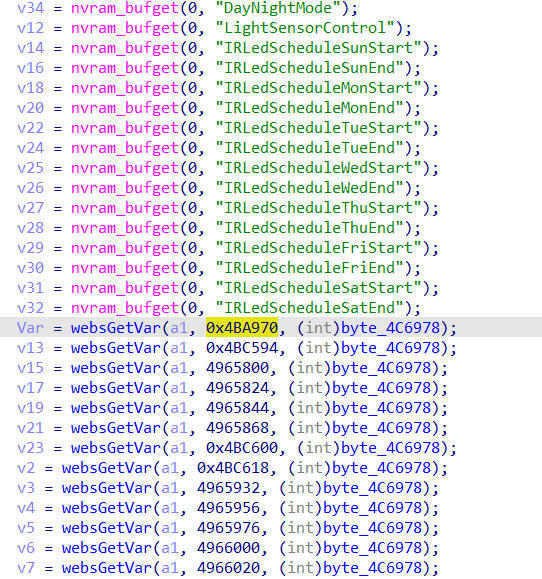 v34 = nvram_bufget(0, "DayNightMode");
v12 = nvram_bufget(0, "LightSensorControl");
v14 = nvram_bufget(0, "IRLedScheduleSunStart");
v16 = nvram_bufget(0, "IRLedScheduleSunEnd");
v18 = nvram_bufget(0, "IRLedScheduleMonStart");
v20 = nvram_bufget(0, "IRLedScheduleMonEnd");
v22 = nvram_bufget(0, "IRLedScheduleTueStart");
v24 = nvram_bufget(0, "IRLedScheduleTueEnd");
v25 = nvram_bufget(0, "IRLedScheduleWedStart");
v26 = nvram_bufget(0, "IRLedScheduleWedEnd");
v27 = nvram_bufget(0, "IRLedScheduleThuStart");
v28 = nvram_bufget(0, "IRLedScheduleThuEnd");
v29 = nvram_bufget(0, "IRLedScheduleFriStart");
v30 = nvram_bufget(0, "IRLedScheduleFriEnd");
v31 = nvram_bufget(0, "IRLedScheduleSatStart");
v32 = nvram_bufget(0, "IRLedScheduleSatEnd");
Var = websGetVar(a1, 0x4BA970, (int)byte_4C6978);
v13 = websGetVar(a1, 0x4BC594, (int)byte_4C6978);
v15 = websGetVar(a1, 4965800, (int)byte_4C6978);
v17 = websGetVar(a1, 4965824, (int)byte_4C6978);
v19 = websGetVar(a1, 4965844, (int)byte_4C6978);
v21 = websGetVar(a1, 4965868, (int)byte_4C6978);
v23 = websGetVar(a1, 0x4BC600, (int)byte_4C6978);
v2 = websGetVar(a1, 0x4BC618, (int)byte_4C6978);
v3 = websGetVar(a1, 4965932, (int)byte_4C6978);
v4 = websGetVar(a1, 4965956, (int)byte_4C6978);
v5 = websGetVar(a1, 4965976, (int)byte_4C6978);
v6 = websGetVar(a1, 4966000, (int)byte_4C6978);
v7 = websGetVar(a1, 4966020, (int)byte_4C6978);